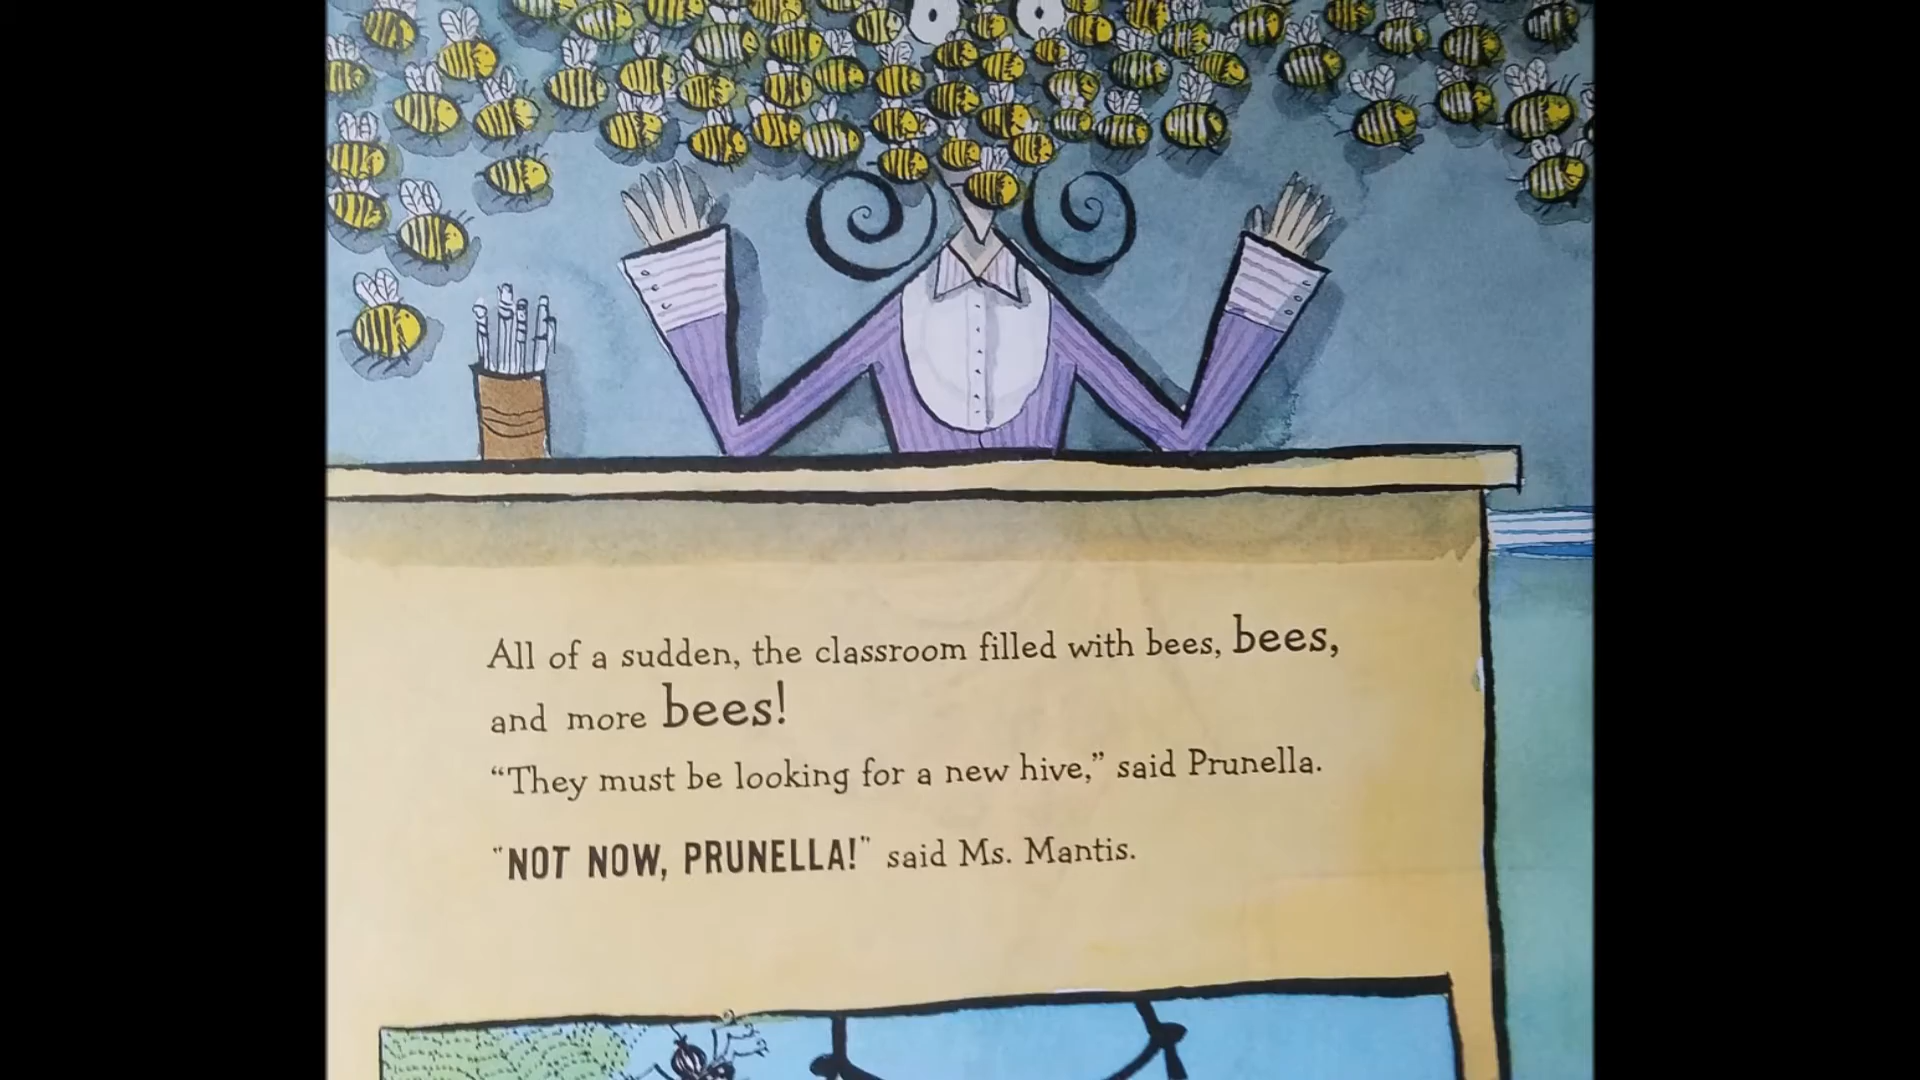 All of a sudden, the classroom filled with bees, bees,
and more bees!
“They must be looking for a new hive,” said Prunella.
“NOT NOW, PRUNELLA!” said Ms. Mantis.